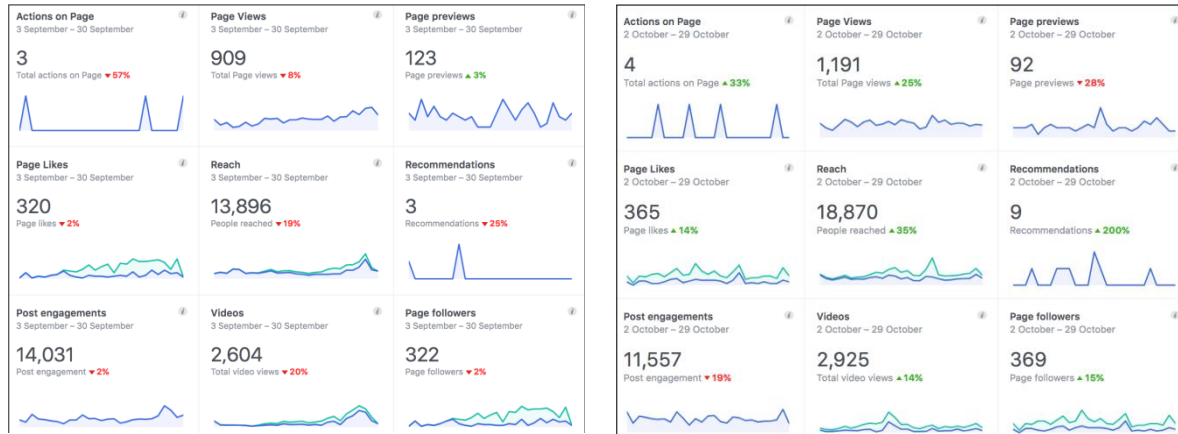 Actions on Page
3 September – 30 September
3
Total actions on Page ▼57%
Page Views
3 September – 30 September
909
Total Page views ▼8%
Page previews
3 September – 30 September
123
Page previews ▲3%
Page Likes
3 September – 30 September
320
Page likes ▼2%
Reach
3 September – 30 September
13,896
People reached ▼19%
Recommendations
3 September – 30 September
3
Recommendations ▼25%
Post engagements
3 September – 30 September
14,031
Post engagement ▼2%
Videos
3 September – 30 September
2,604
Total video views ▼20%
Page followers
3 September – 30 September
322
Page followers ▼2%
Actions on Page
2 October – 29 October
4
Total actions on Page ▲33%
Page Views
2 October – 29 October
1,191
Total Page views ▲25%
Page previews
2 October – 29 October
92
Page previews ▼28%
Page Likes
2 October – 29 October
365
Page likes ▲14%
Reach
2 October – 29 October
18,870
People reached ▲35%
Recommendations
2 October – 29 October
9
Recommendations ▲200%
Post engagements
2 October – 29 October
11,557
Post engagement ▼19%
Videos
2 October – 29 October
2,925
Total video views ▲14%
Page followers
2 October – 29 October
369
Page followers ▲15%